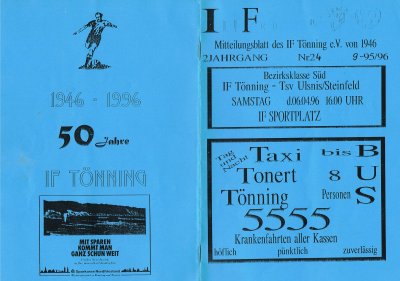 1946 - 1996
50 Jahre
IF TÖNNING
MIT SPAREN
KOMMT MAN
GANZ SCHÖN WEIT
IF
Mitteilungsblatt des IF Tönning e.V. von 1946
2JAHRGANG Nr24 9-95/96
Bezirksklasse Süd
IF Tönning - Tsv Ulsnis/Steinfeld
SAMSTAG d.06.04.96 16.00 UHR
IF SPORTPLATZ
Tag und Nacht
Taxi bis BUS
Tonert 8
Tönning Personen
5555
Krankenfahrten aller Kassen
höflich pünktlich zuverlässig